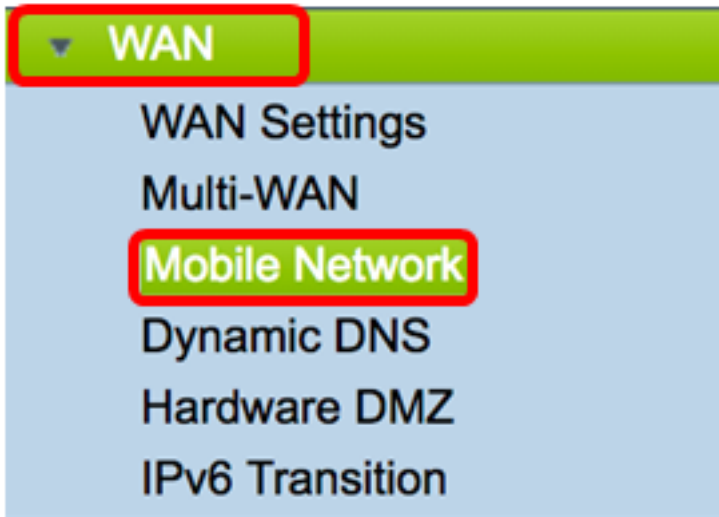 WAN
WAN Settings
Multi-WAN
Mobile Network
Dynamic DNS
Hardware DMZ
IPv6 Transition